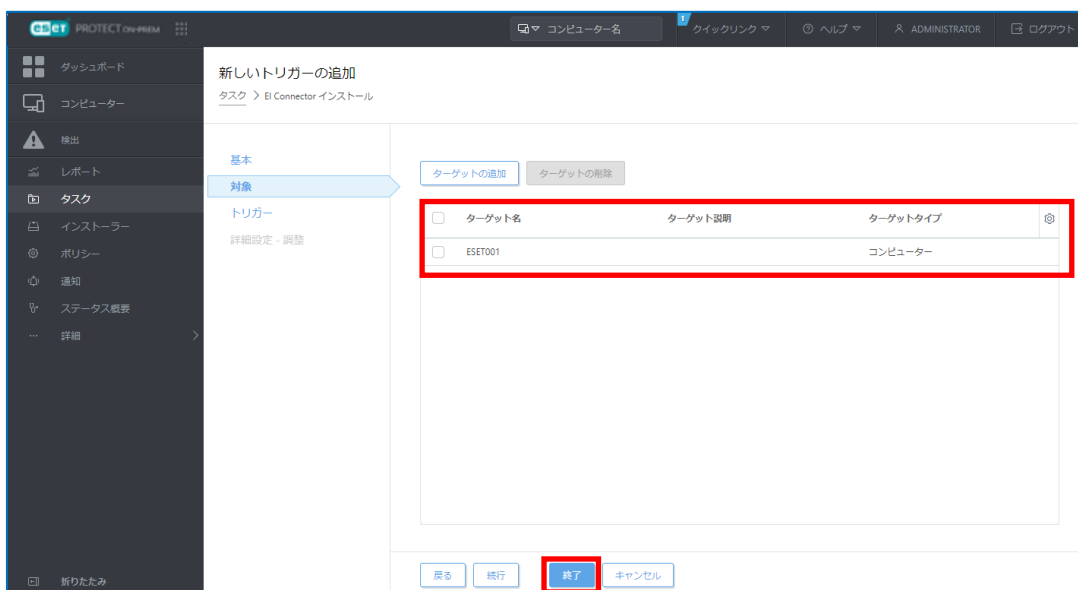 eset PROTECT ON-PREM
コンピューター名
クイックリンク
ヘルプ
ADMINISTRATOR
ログアウト
ダッシュボード
コンピューター
検出
レポート
タスク
インストーラー
ポリシー
通知
ステータス概要
詳細
折りたたみ
新しいトリガーの追加
タスク > EI Connector インストール
基本
対象
トリガー
詳細設定 - 調整
ターゲットの追加 ターゲットの削除
ターゲット名 ターゲット説明 ターゲットタイプ
ESET001 コンピューター
戻る 続行 終了 キャンセル